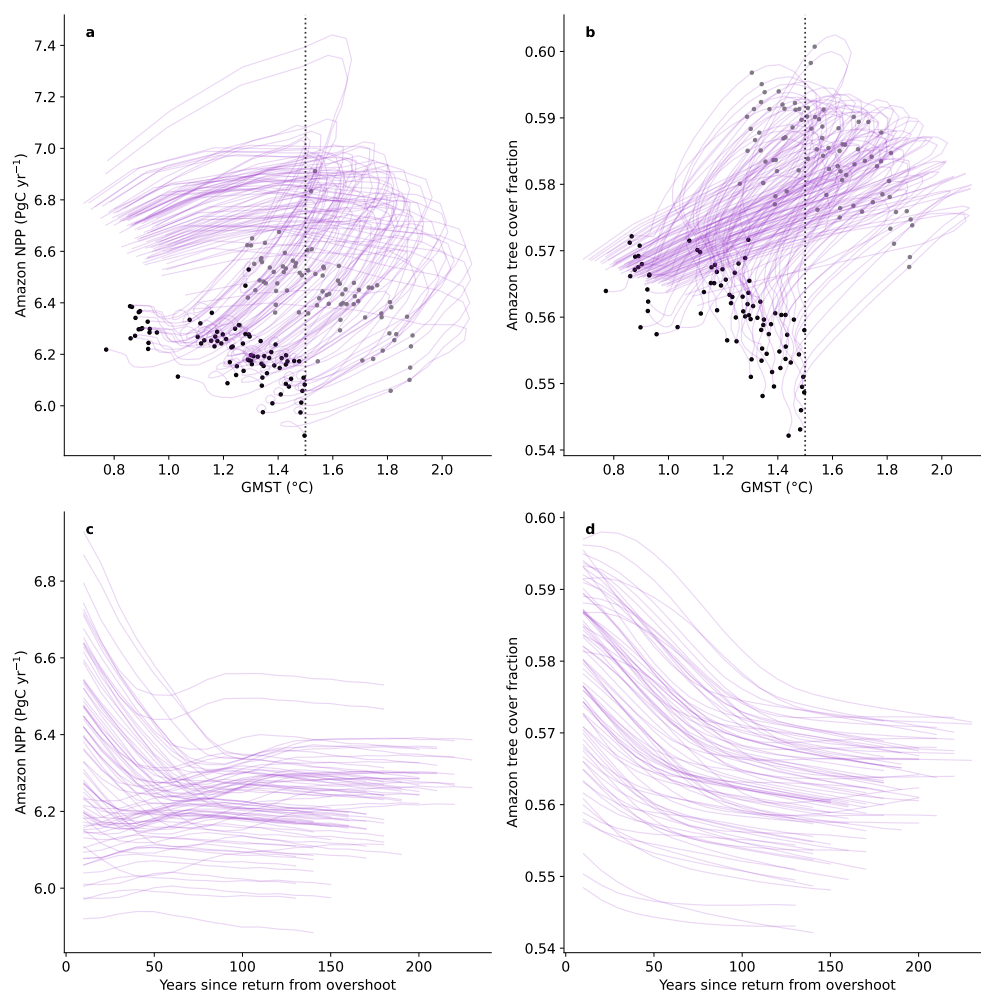 a
7.4
7.2
7.0
6.8
6.6
6.4
6.2
6.0
Amazon NPP (PgC yr⁻¹)
0.8 1.0 1.2 1.4 1.6 1.8 2.0
GMST (°C)
b
0.60
0.59
0.58
0.57
0.56
0.55
0.54
Amazon tree cover fraction
0.8 1.0 1.2 1.4 1.6 1.8 2.0
GMST (°C)
c
6.8
6.6
6.4
6.2
6.0
Amazon NPP (PgC yr⁻¹)
0 50 100 150 200
Years since return from overshoot
d
0.60
0.59
0.58
0.57
0.56
0.55
0.54
Amazon tree cover fraction
0 50 100 150 200
Years since return from overshoot